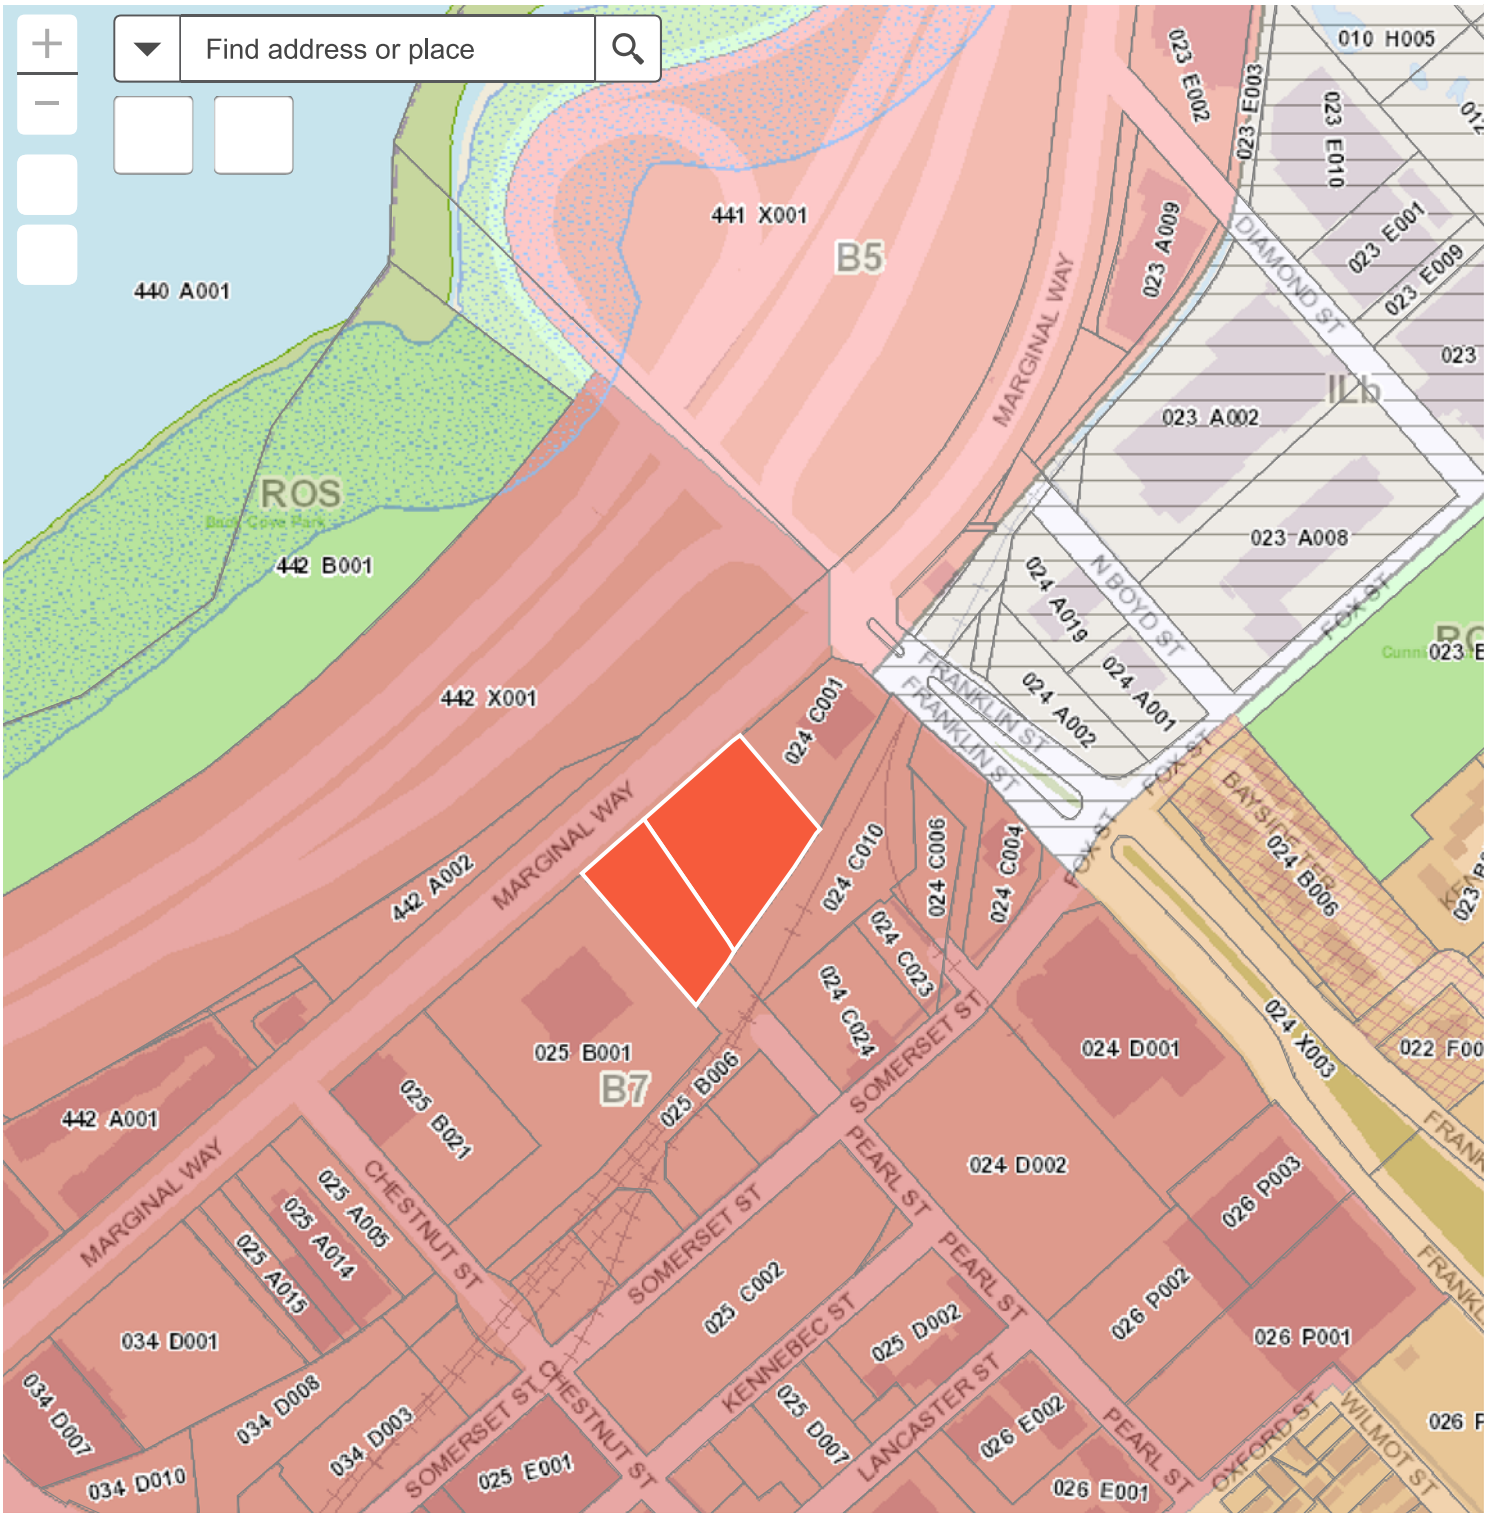 Find address or place
010 H005
023 E002
023 E003
023 E010
012
441 X001
B5
023 A009
023 E001
023 E009
440 A001
DIAMOND ST
MARGINAL WAY
023
ILb
023 A002
ROS
Back Cove Park
442 B001
023 A008
N BOYD ST
024 A019
FOX ST
023 E
442 X001
FRANKLIN ST
FRANKLIN ST
024 A002
024 A001
024 C001
FOX ST
MARGINAL WAY
BAYSIDE TER
024 B006
442 A002
024 C010
024 C006
024 C004
FOX ST
024 C023
024 C024
SOMERSET ST
024 X003
024 D001
022 F00
025 B001
B7
025 B006
025 B021
442 A001
MARGINAL WAY
CHESTNUT ST
PEARL ST
024 D002
026 P003
FRANK
025 A005
025 A014
025 A015
SOMERSET ST
PEARL ST
025 C002
026 P002
FRANKL
034 D001
KENNEBEC ST
025 D002
026 P001
034 D007
034 D008
034 D003
CHESTNUT ST
SOMERSET ST
025 D007
LANCASTER ST
026 E002
PEARL ST
OXFORD ST
WILMOT ST
026 P
034 D010
025 E001
026 E001